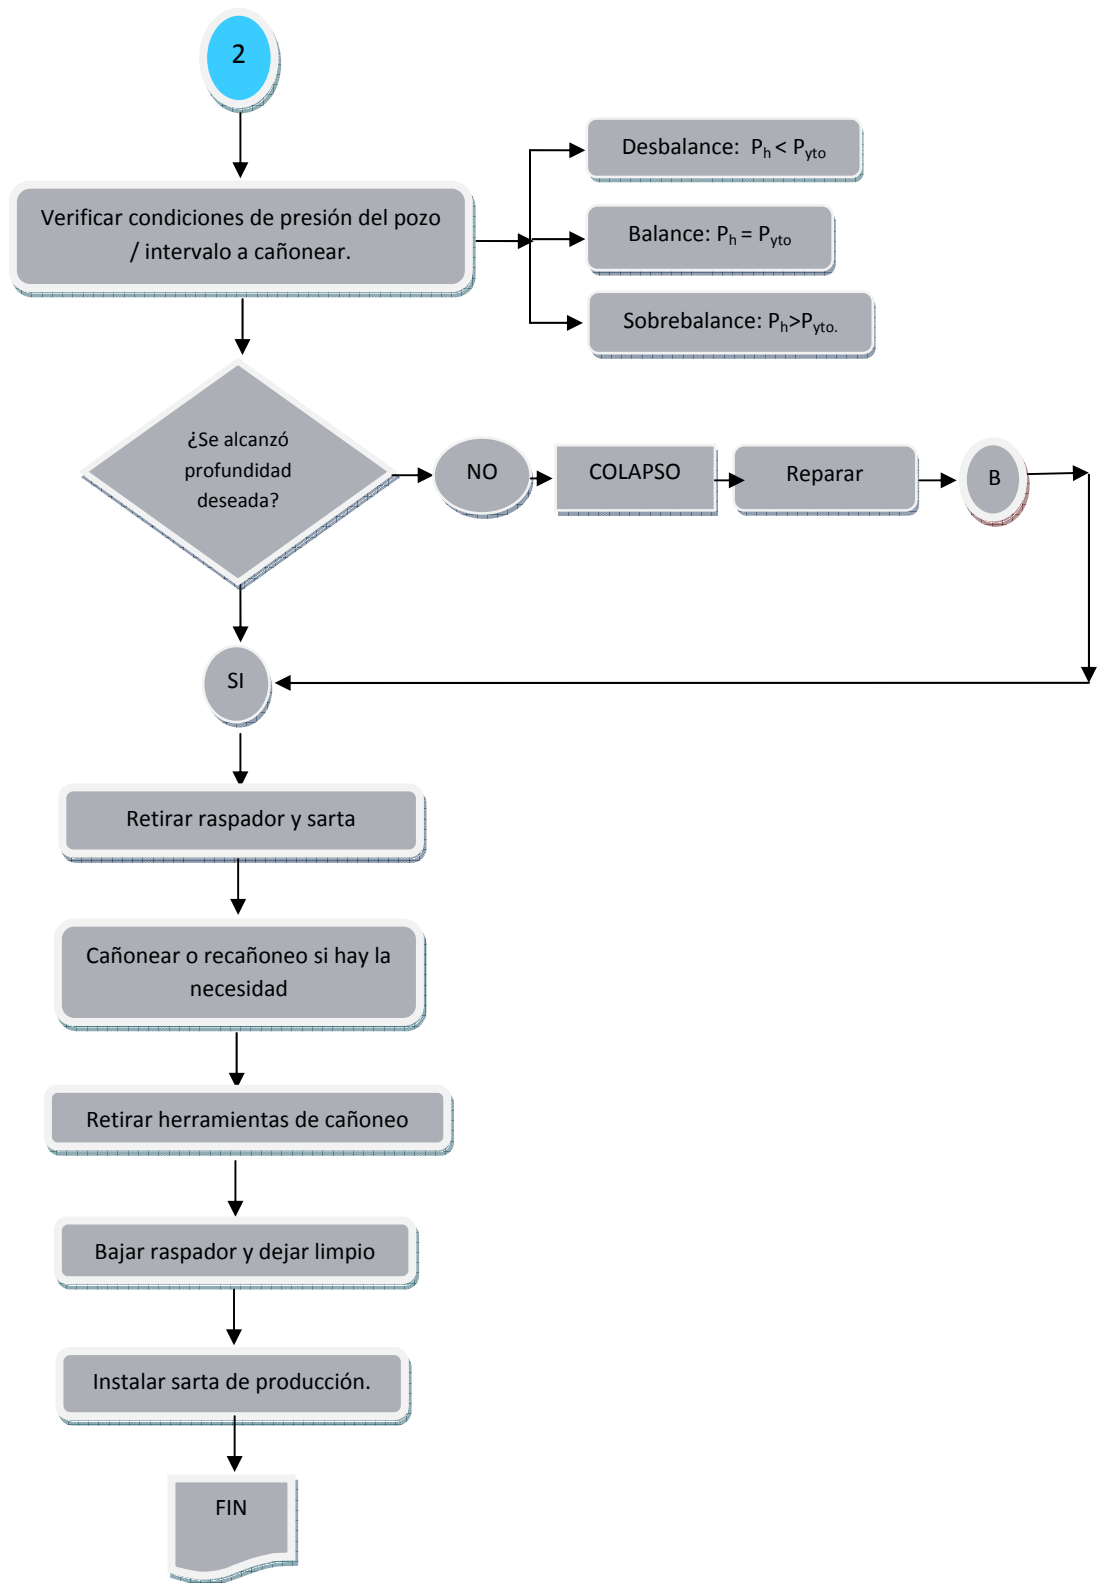 2
Verificar condiciones de presión del pozo
/ intervalo a cañonear.
Desbalance: Ph < Pyto
Balance: Ph = Pyto
Sobrebalance: Ph>Pyto.
¿Se alcanzó
profundidad
deseada?
NO
COLAPSO
Reparar
B
SI
Retirar raspador y sarta
Cañonear o recañoneo si hay la
necesidad
Retirar herramientas de cañoneo
Bajar raspador y dejar limpio
Instalar sarta de producción.
FIN